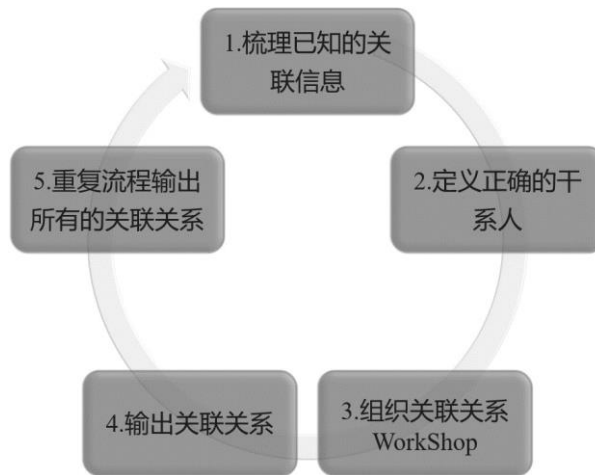 1.梳理已知的关
联信息
2.定义正确的干
系人
3.组织关联关系
WorkShop
4.输出关联关系
5.重复流程输出
所有的关联关系